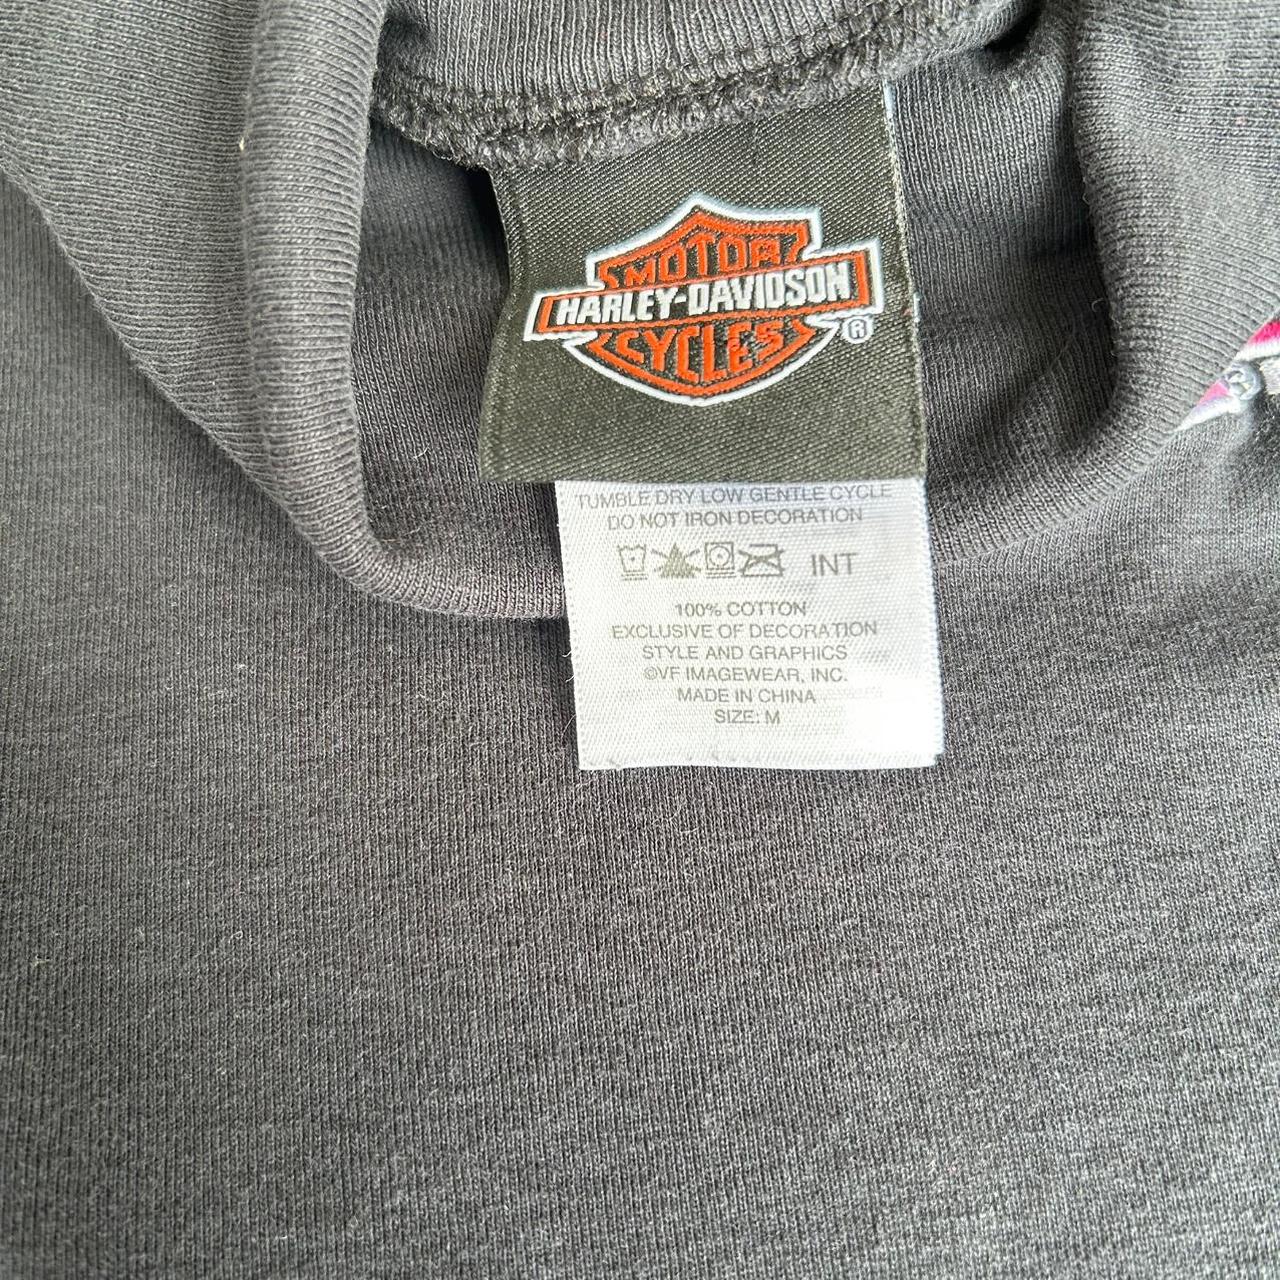 MOTOR
HARLEY-DAVIDSON
CYCLES
®
TUMBLE DRY LOW GENTLE CYCLE
DO NOT IRON DECORATION
INT
100% COTTON
EXCLUSIVE OF DECORATION
STYLE AND GRAPHICS
©VF IMAGEWEAR, INC.
MADE IN CHINA
SIZE: M